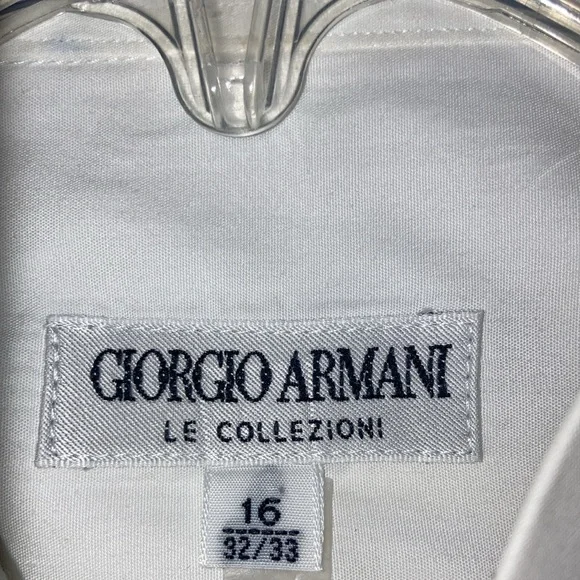 GIORGIO ARMANI
LE COLLEZIONI
16
32/33